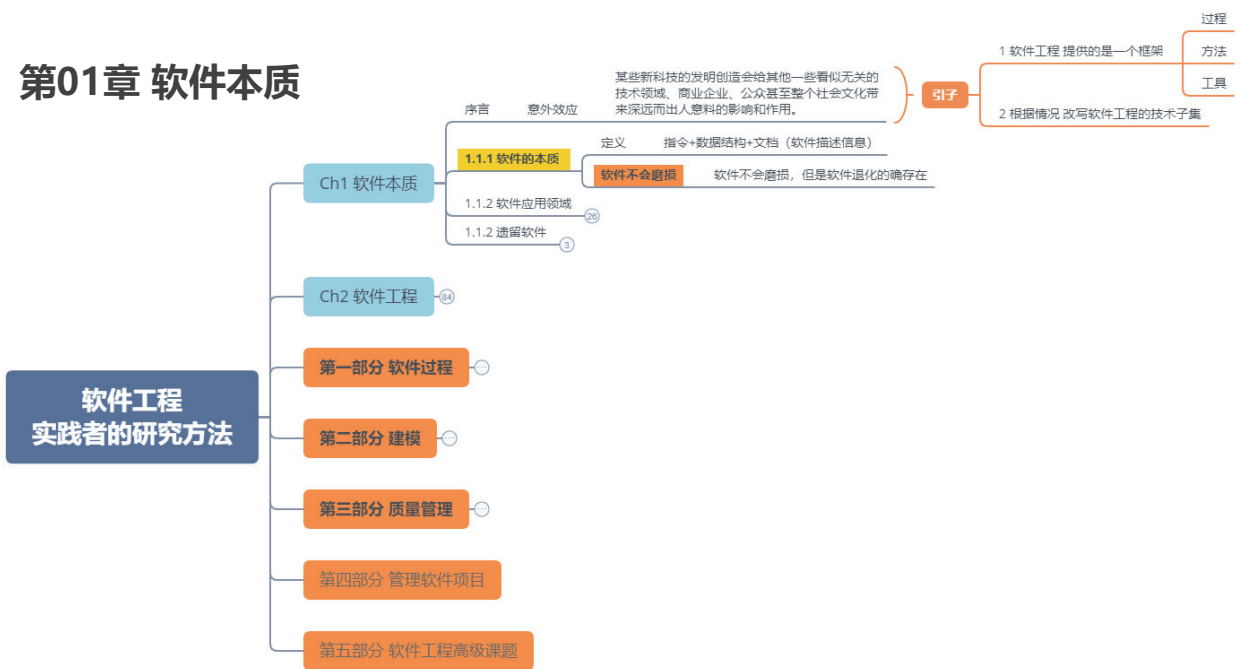 第01章 软件本质
软件工程
实践者的研究方法
Ch1 软件本质
序言
意外效应
某些新科技的发明创造会给其他一些看似无关的
技术领域、商业企业、公众甚至整个社会文化带
来深远而出人意料的影响和作用。
引子
1 软件工程 提供的是一个框架
过程
方法
工具
2 根据情况 改写软件工程的技术子集
1.1.1 软件的本质
定义
指令+数据结构+文档（软件描述信息）
软件不会磨损
软件不会磨损，但是软件退化的确存在
1.1.2 软件应用领域
26
1.1.2 遗留软件
3
Ch2 软件工程
84
第一部分 软件过程
第二部分 建模
第三部分 质量管理
第四部分 管理软件项目
第五部分 软件工程高级课题